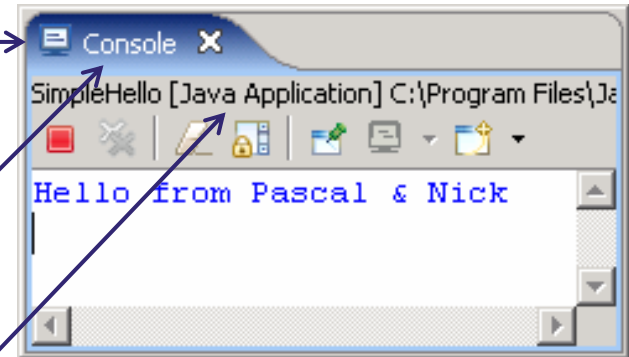 Console
SimpleHello [Java Application] C:\Program Files\Ja
Hello from Pascal & Nick